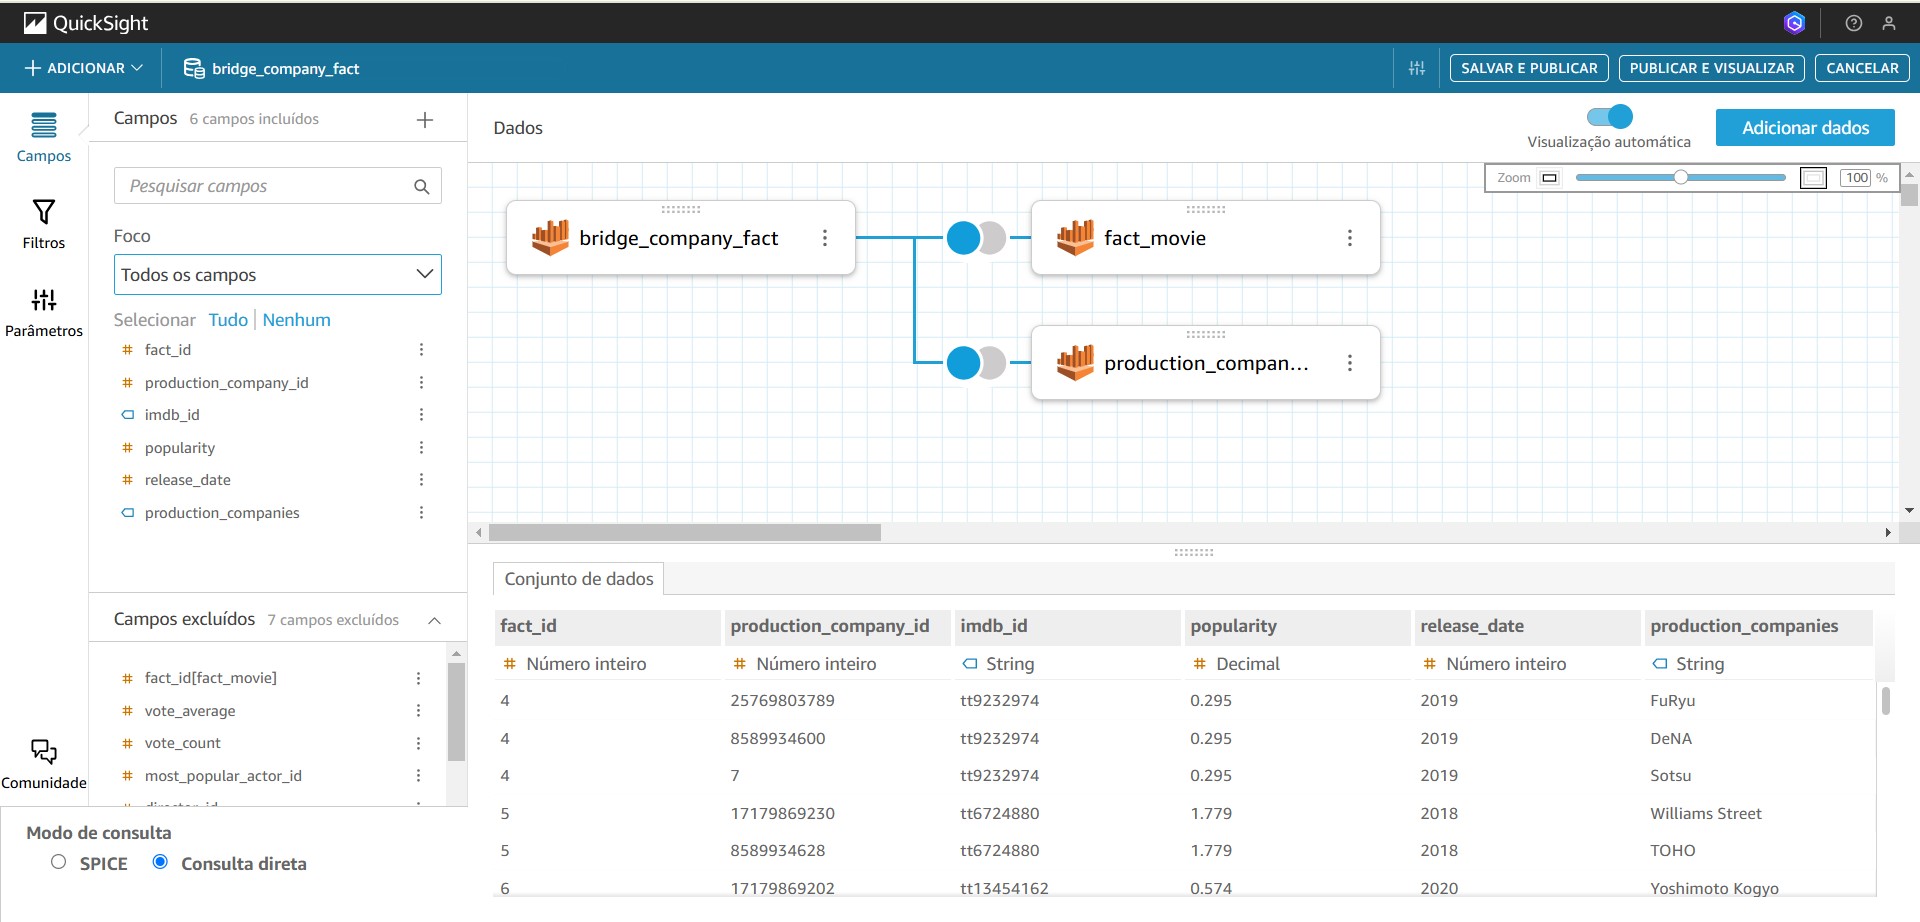 QuickSight
ADICIONAR
bridge_company_fact
SALVAR E PUBLICAR
PUBLICAR E VISUALIZAR
CANCELAR
Campos
Filtros
Parâmetros
Comunidade
Campos 6 campos incluídos
Pesquisar campos
Foco
Todos os campos
Selecionar Tudo Nenhum
fact_id
production_company_id
imdb_id
popularity
release_date
production_companies
Campos excluídos 7 campos excluídos
fact_id[fact_movie]
vote_average
vote_count
most_popular_actor_id
Modo de consulta
SPICE Consulta direta
Dados
Visualização automática
Adicionar dados
Zoom 100 %
bridge_company_fact
fact_movie
production_compan...
Conjunto de dados
fact_id production_company_id imdb_id popularity release_date production_companies
Número inteiro Número inteiro String Decimal Número inteiro String
4 25769803789 tt9232974 0.295 2019 FuRyu
4 8589934600 tt9232974 0.295 2019 DeNA
4 7 tt9232974 0.295 2019 Sotsu
5 17179869230 tt6724880 1.779 2018 Williams Street
5 8589934628 tt6724880 1.779 2018 TOHO
6 17179869202 tt13454162 0.574 2020 Yoshimoto Kogyo